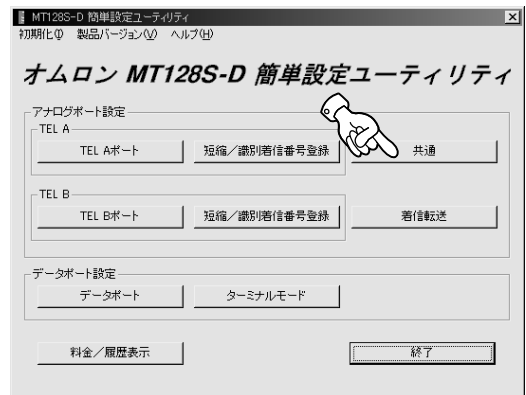 MT128S-D 簡単設定ユーティリティ
初期化(I) 製品バージョン(V) ヘルプ(H)
オムロン MT128S-D 簡単設定ユーティリティ
アナログポート設定
TEL A
TEL Aポート 短縮／識別着信番号登録 共通
TEL B
TEL Bポート 短縮／識別着信番号登録 着信転送
データポート設定
データポート ターミナルモード
料金／履歴表示 終了